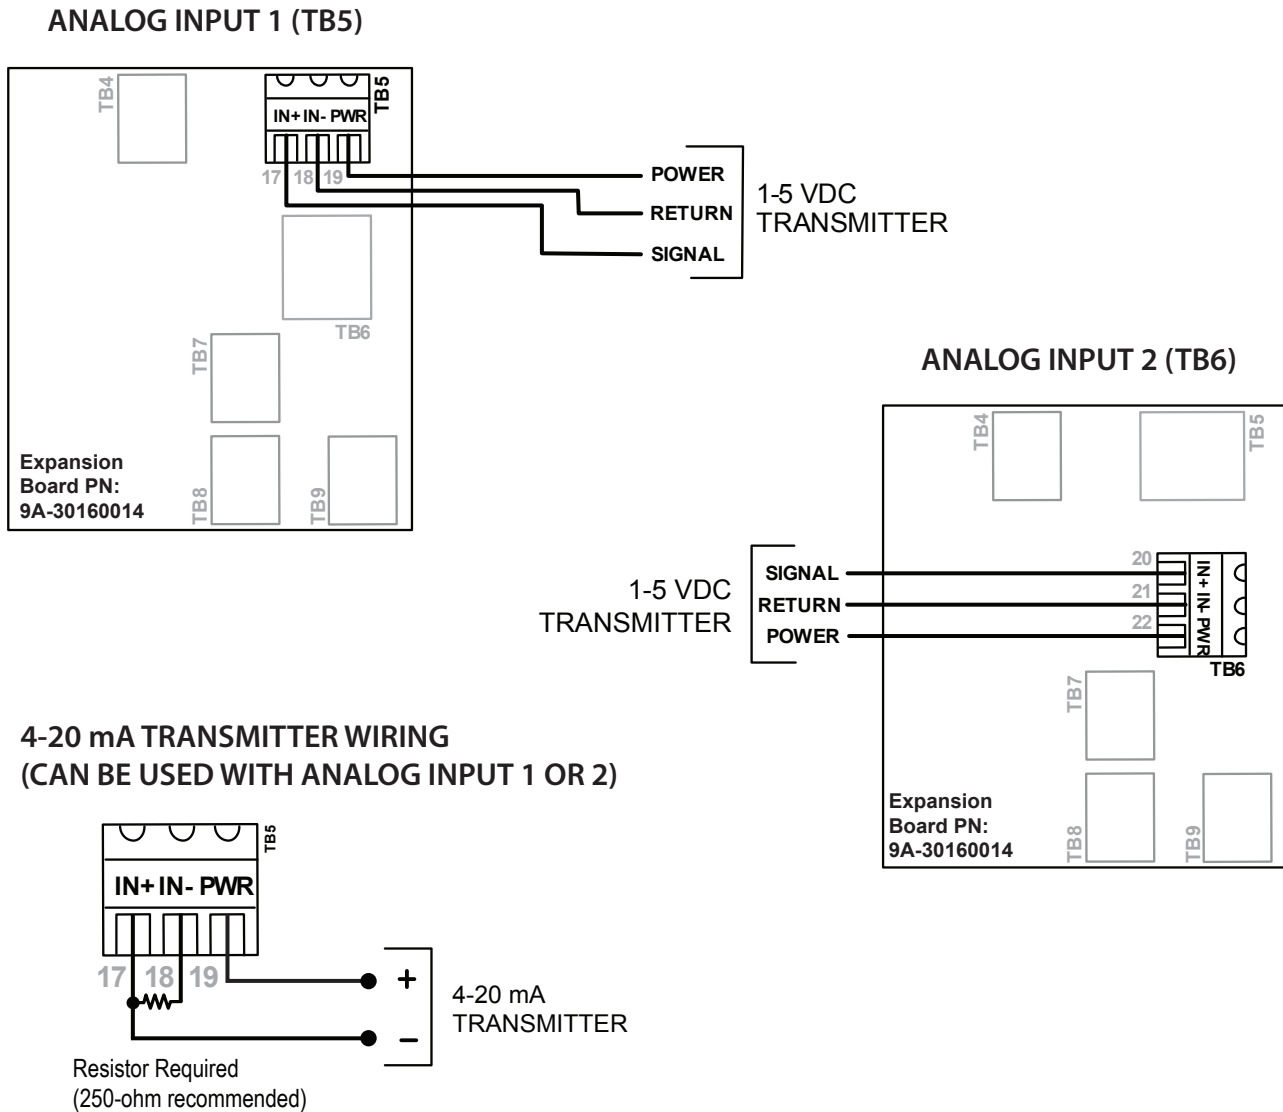 ANALOG INPUT 1 (TB5)
TB4
TB5
IN+ IN- PWR
17 18 19
POWER
RETURN
SIGNAL
1-5 VDC
TRANSMITTER
TB6
TB7
TB8
TB9
Expansion
Board PN:
9A-30160014
ANALOG INPUT 2 (TB6)
TB4
TB5
1-5 VDC
TRANSMITTER
SIGNAL
RETURN
POWER
20
21
22
IN+ IN- PWR
TB6
TB7
TB8
TB9
Expansion
Board PN:
9A-30160014
4-20 mA TRANSMITTER WIRING
(CAN BE USED WITH ANALOG INPUT 1 OR 2)
TB5
IN+ IN- PWR
17 18 19
+
–
4-20 mA
TRANSMITTER
Resistor Required
(250-ohm recommended)